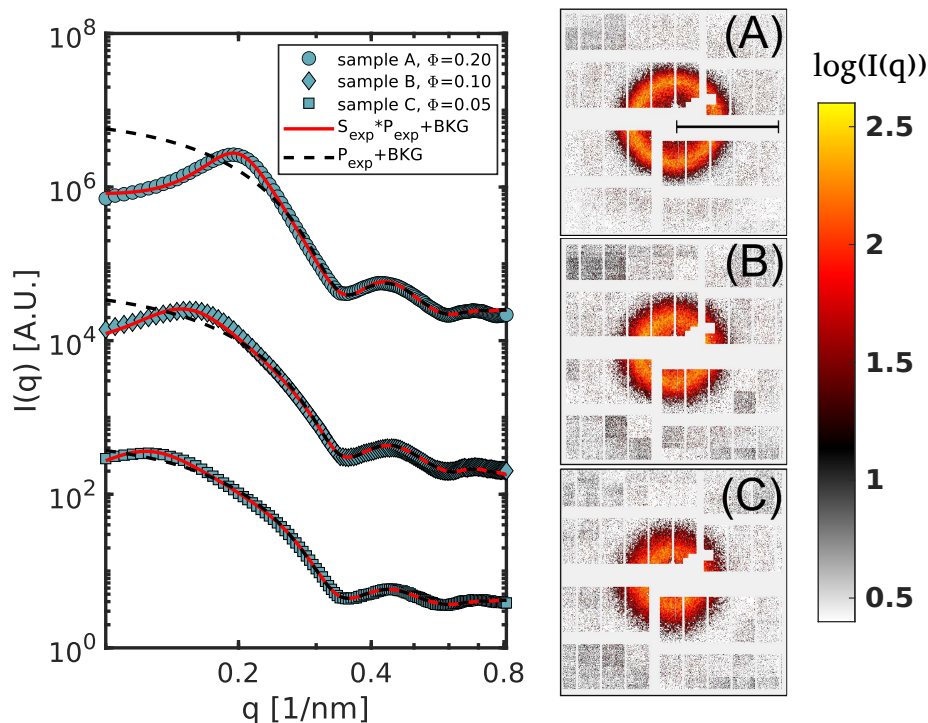 10^8
10^6
10^4
10^2
10^0
I(q) [A.U.]
0.2
0.4
0.6
0.8
q [1/nm]
sample A, Φ=0.20
sample B, Φ=0.10
sample C, Φ=0.05
S_exp*P_exp+BKG
P_exp+BKG
(A)
(B)
(C)
log(I(q))
2.5
2
1.5
1
0.5